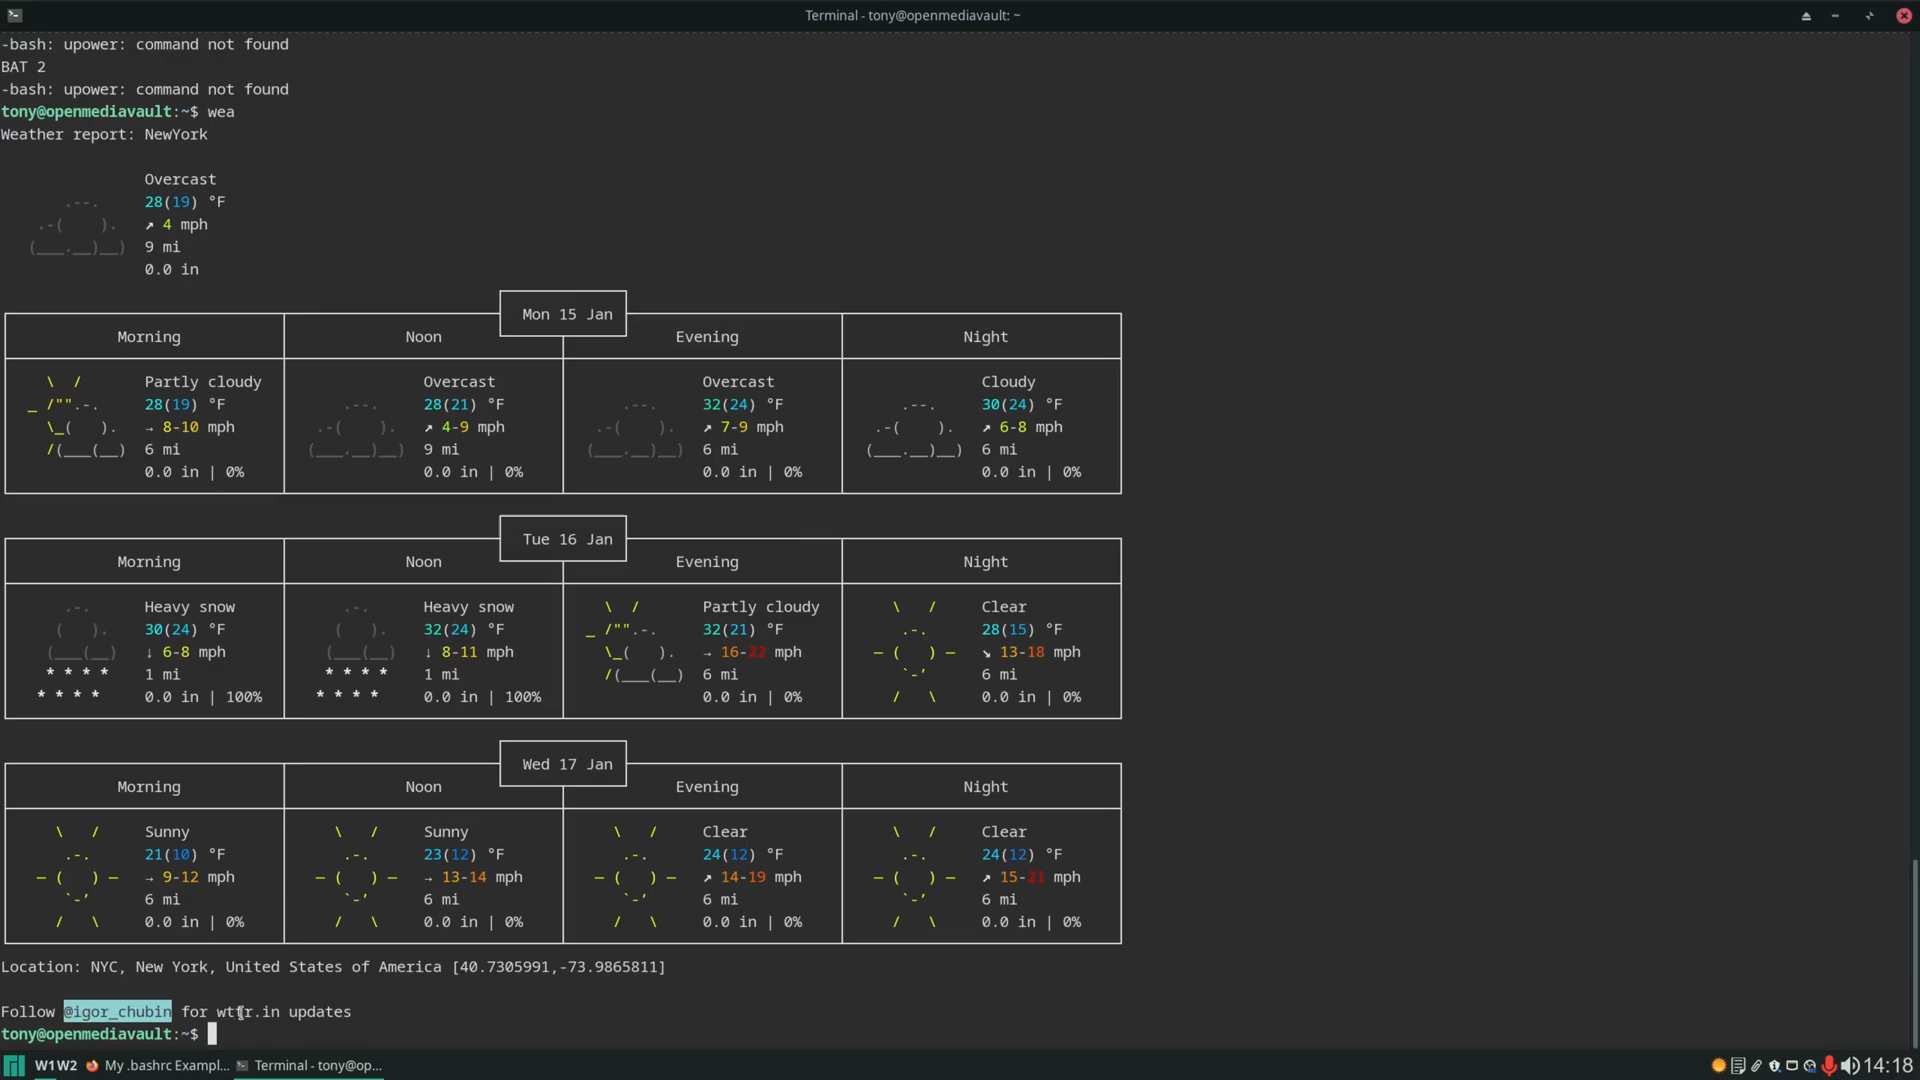 Terminal - tony@openmediavault: ~
-bash: upower: command not found
BAT 2
-bash: upower: command not found
tony@openmediavault:~$ wea
Weather report: NewYork
Overcast
28(19) °F
↗ 4 mph
9 mi
0.0 in
Mon 15 Jan
Morning Noon Evening Night
Partly cloudy Overcast Overcast Cloudy
28(19) °F 28(21) °F 32(24) °F 30(24) °F
→ 8-10 mph ↗ 4-9 mph ↗ 7-9 mph ↗ 6-8 mph
6 mi 9 mi 6 mi 6 mi
0.0 in | 0% 0.0 in | 0% 0.0 in | 0% 0.0 in | 0%
Tue 16 Jan
Morning Noon Evening Night
Heavy snow Heavy snow Partly cloudy Clear
30(24) °F 32(24) °F 32(21) °F 28(15) °F
↓ 6-8 mph ↓ 8-11 mph → 16-22 mph ↘ 13-18 mph
1 mi 1 mi 6 mi 6 mi
0.0 in | 100% 0.0 in | 100% 0.0 in | 0% 0.0 in | 0%
Wed 17 Jan
Morning Noon Evening Night
Sunny Sunny Clear Clear
21(10) °F 23(12) °F 24(12) °F 24(12) °F
→ 9-12 mph → 13-14 mph ↗ 14-19 mph ↗ 15-21 mph
6 mi 6 mi 6 mi 6 mi
0.0 in | 0% 0.0 in | 0% 0.0 in | 0% 0.0 in | 0%
Location: NYC, New York, United States of America [40.7305991,-73.9865811]
Follow @igor_chubin for wttr.in updates
tony@openmediavault:~$
W1W2 My .bashrc Exampl... Terminal - tony@op... 14:18